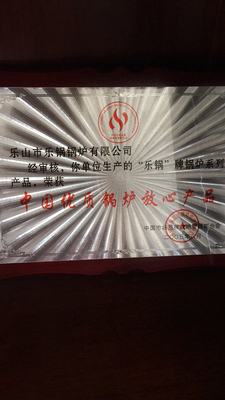 乐山市乐锅锅炉有限公司
经审核，你单位生产的“乐锅”牌锅炉系列
产品，荣获
中国优质锅炉放心产品